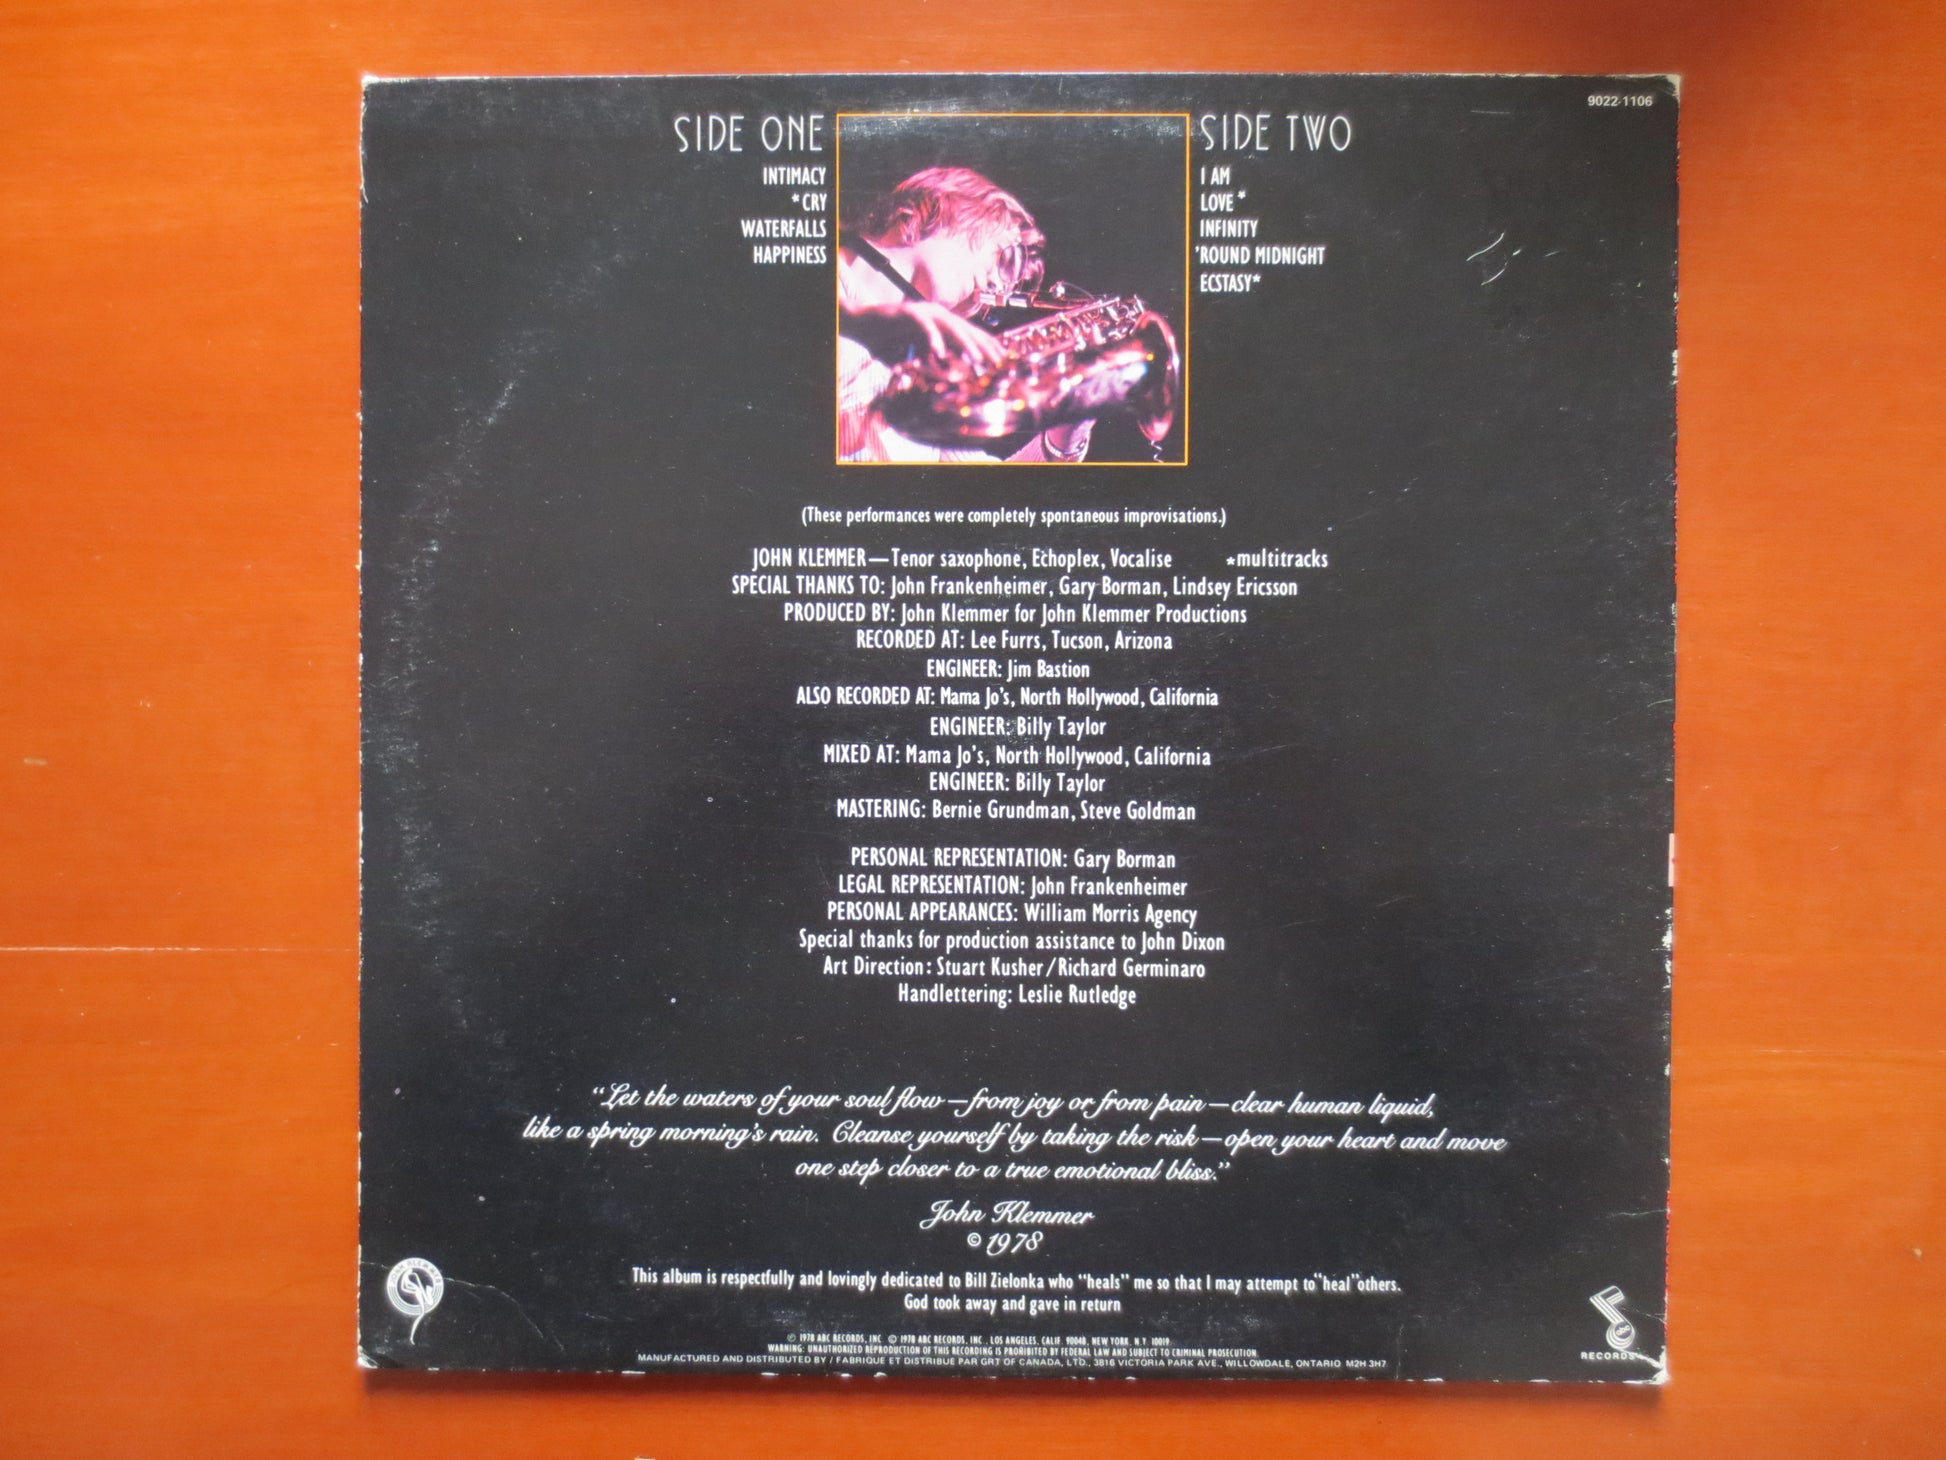 9022-1106
SIDE ONE
INTIMACY
*CRY
WATERFALLS
HAPPINESS
SIDE TWO
I AM
LOVE*
INFINITY
'ROUND MIDNIGHT
ECSTASY*
(These performances were completely spontaneous improvisations.)
JOHN KLEMMER—Tenor saxophone, Echoplex, Vocalise *multitracks
SPECIAL THANKS TO: John Frankenheimer, Gary Borman, Lindsey Ericsson
PRODUCED BY: John Klemmer for John Klemmer Productions
RECORDED AT: Lee Furrs, Tucson, Arizona
ENGINEER: Jim Bastion
ALSO RECORDED AT: Mama Jo's, North Hollywood, California
ENGINEER: Billy Taylor
MIXED AT: Mama Jo's, North Hollywood, California
ENGINEER: Billy Taylor
MASTERING: Bernie Grundman, Steve Goldman
PERSONAL REPRESENTATION: Gary Borman
LEGAL REPRESENTATION: John Frankenheimer
PERSONAL APPEARANCES: William Morris Agency
Special thanks for production assistance to John Dixon
Art Direction: Stuart Kusher/Richard Germinaro
Handlettering: Leslie Rutledge
"Let the waters of your soul flow—from joy or from pain—clear human liquid,
like a spring morning's rain. Cleanse yourself by taking the risk—open your heart and move
one step closer to a true emotional bliss."
John Klemmer
© 1978
This album is respectfully and lovingly dedicated to Bill Zielonka who "heals" me so that I may attempt to "heal" others.
God took away and gave in return
℗ 1978 ABC RECORDS, INC. © 1978 ABC RECORDS, INC., LOS ANGELES, CALIF. 90048, NEW YORK, N.Y. 10019
WARNING: UNAUTHORIZED REPRODUCTION OF THIS RECORDING IS PROHIBITED BY FEDERAL LAW AND SUBJECT TO CRIMINAL PROSECUTION.
MANUFACTURED AND DISTRIBUTED BY / FABRIQUE ET DISTRIBUE PAR GRT OF CANADA, LTD., 3816 VICTORIA PARK AVE., WILLOWDALE, ONTARIO M2H 3H7
JOHN KLEMMER
abc
RECORDS